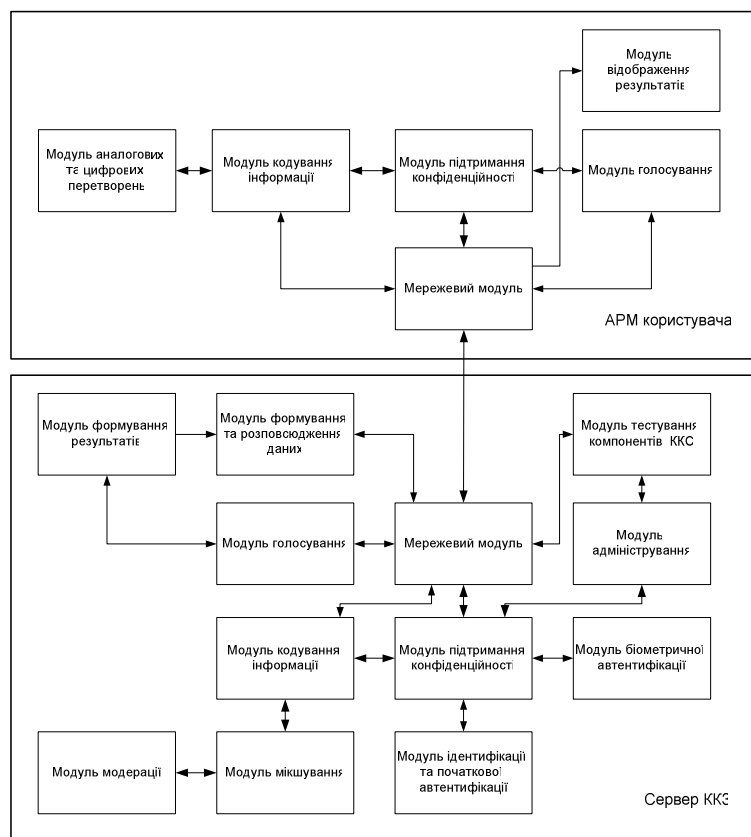 Модуль
відображення
результатів
Модуль аналогових
та цифрових
перетворень
Модуль кодування
інформації
Модуль підтримання
конфіденційності
Модуль голосування
Мережевий модуль
АРМ користувача
Модуль формування
результатів
Модуль формування
та розповсюдження
даних
Модуль тестування
компонентів ККС
Модуль голосування
Мережевий модуль
Модуль
адміністрування
Модуль кодування
інформації
Модуль підтримання
конфіденційності
Модуль біометричної
автентифікації
Модуль модерації
Модуль мікшування
Модуль ідентифікації
та початкової
автентифікації
Сервер ККЗ